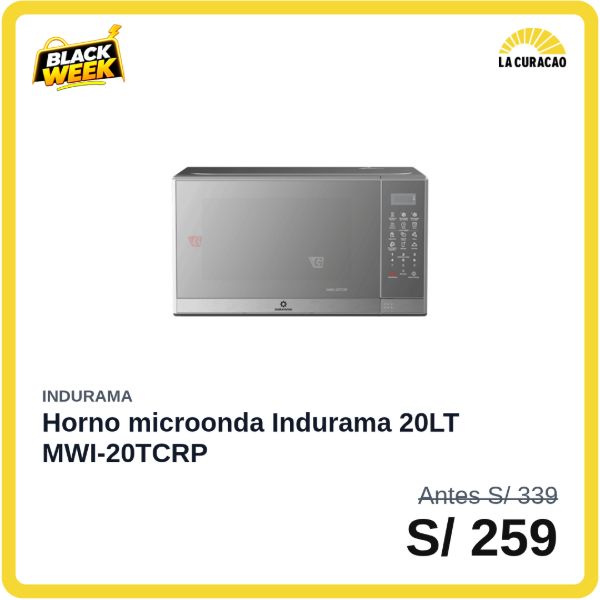 BLACK
WEEK
LA CURACAO
INDURAMA
Horno microonda Indurama 20LT
MWI-20TCRP
Antes S/ 339
S/ 259